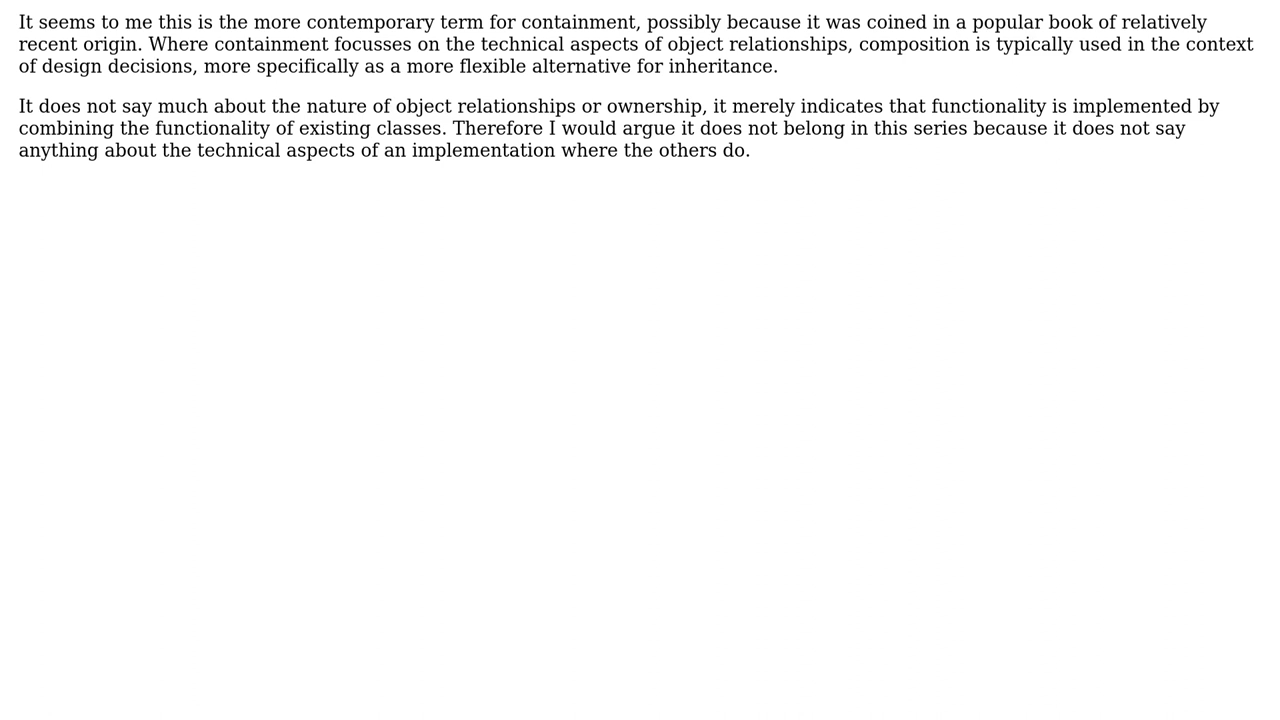 It seems to me this is the more contemporary term for containment, possibly because it was coined in a popular book of relatively
recent origin. Where containment focusses on the technical aspects of object relationships, composition is typically used in the context
of design decisions, more specifically as a more flexible alternative for inheritance.
It does not say much about the nature of object relationships or ownership, it merely indicates that functionality is implemented by
combining the functionality of existing classes. Therefore I would argue it does not belong in this series because it does not say
anything about the technical aspects of an implementation where the others do.